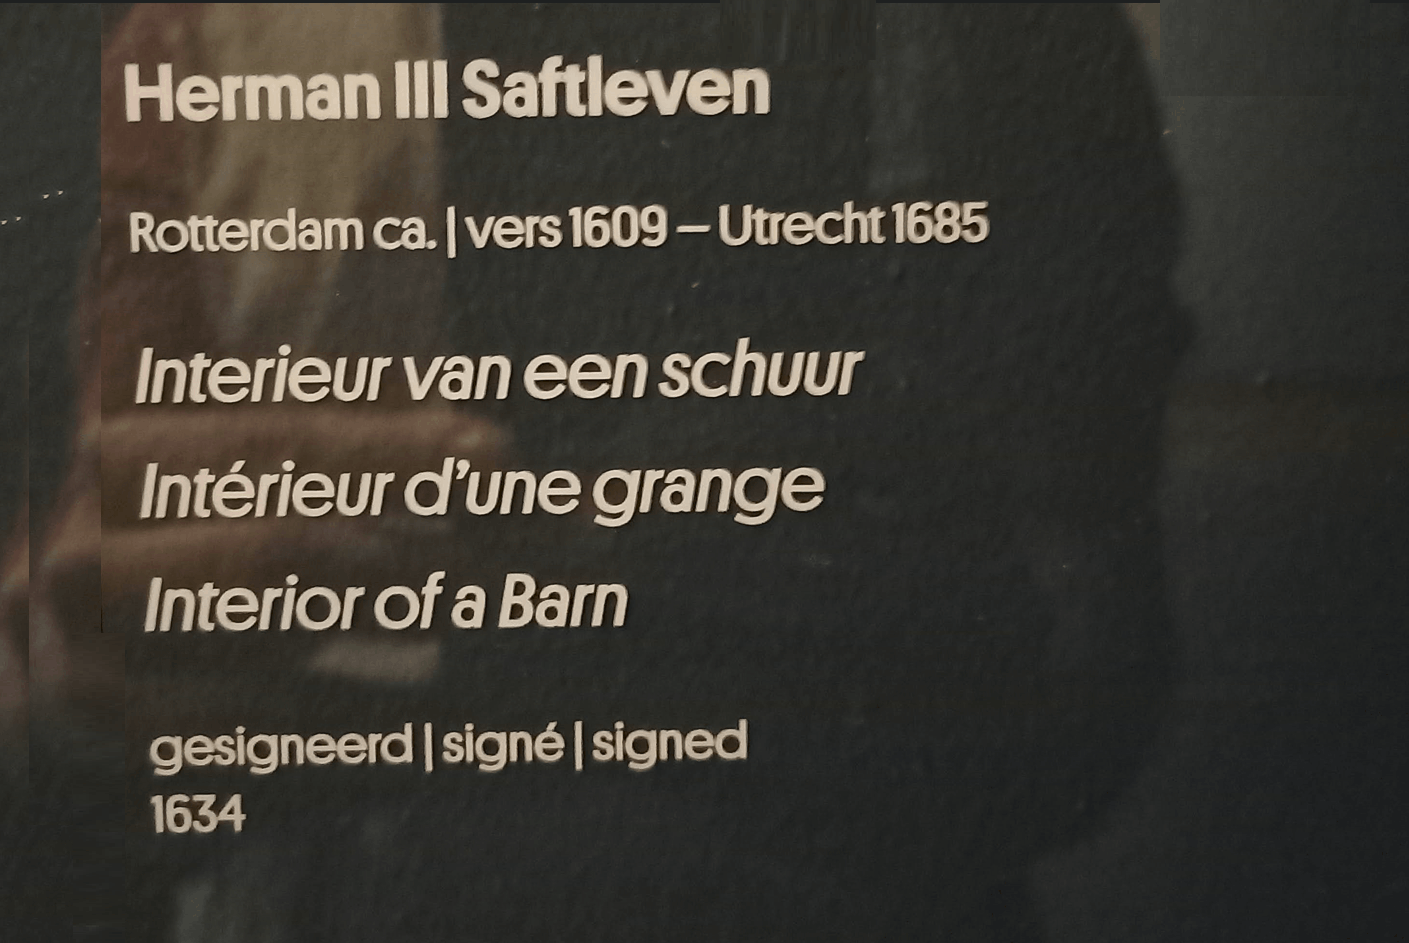 Herman III Saftleven
Rotterdam ca. | vers 1609 – Utrecht 1685
Interieur van een schuur
Intérieur d'une grange
Interior of a Barn
gesigneerd | signé | signed
1634